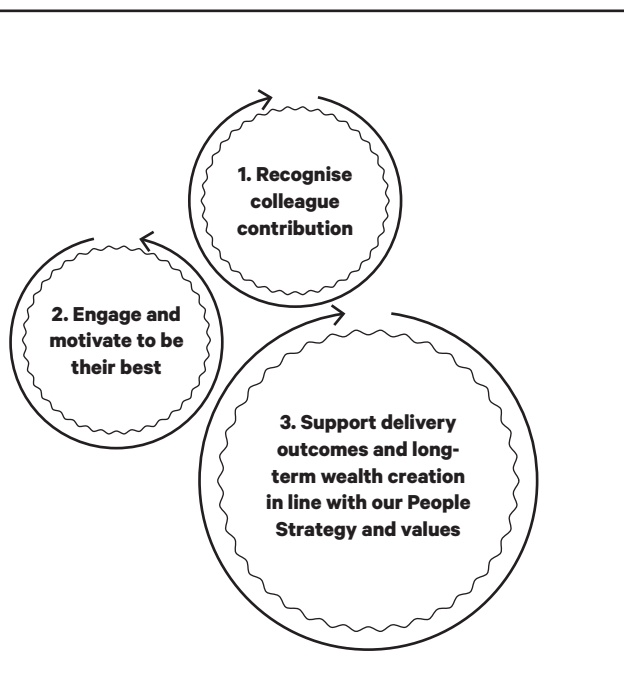 1. Recognise
colleague
contribution
2. Engage and
motivate to be
their best
3. Support delivery
outcomes and long-
term wealth creation
in line with our People
Strategy and values